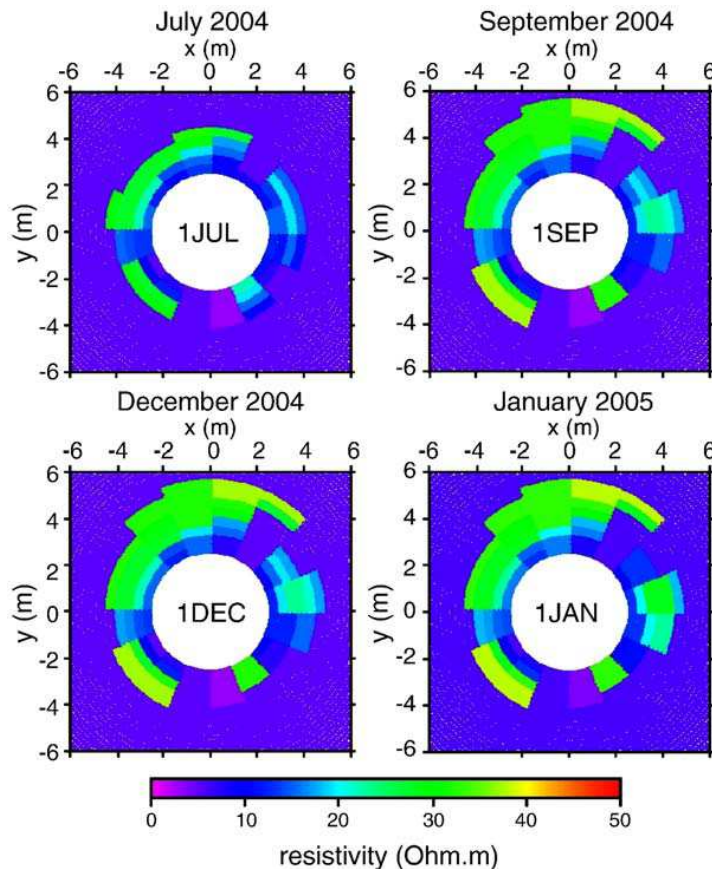 July 2004
x (m)
-6 -4 -2 0 2 4 6
6
4
2
0
-2
-4
-6
y (m)
1JUL
September 2004
x (m)
-6 -4 -2 0 2 4 6
6
4
2
0
-2
-4
-6
y (m)
1SEP
December 2004
x (m)
-6 -4 -2 0 2 4 6
6
4
2
0
-2
-4
-6
y (m)
1DEC
January 2005
x (m)
-6 -4 -2 0 2 4 6
6
4
2
0
-2
-4
-6
y (m)
1JAN
0 10 20 30 40 50
resistivity (Ohm.m)